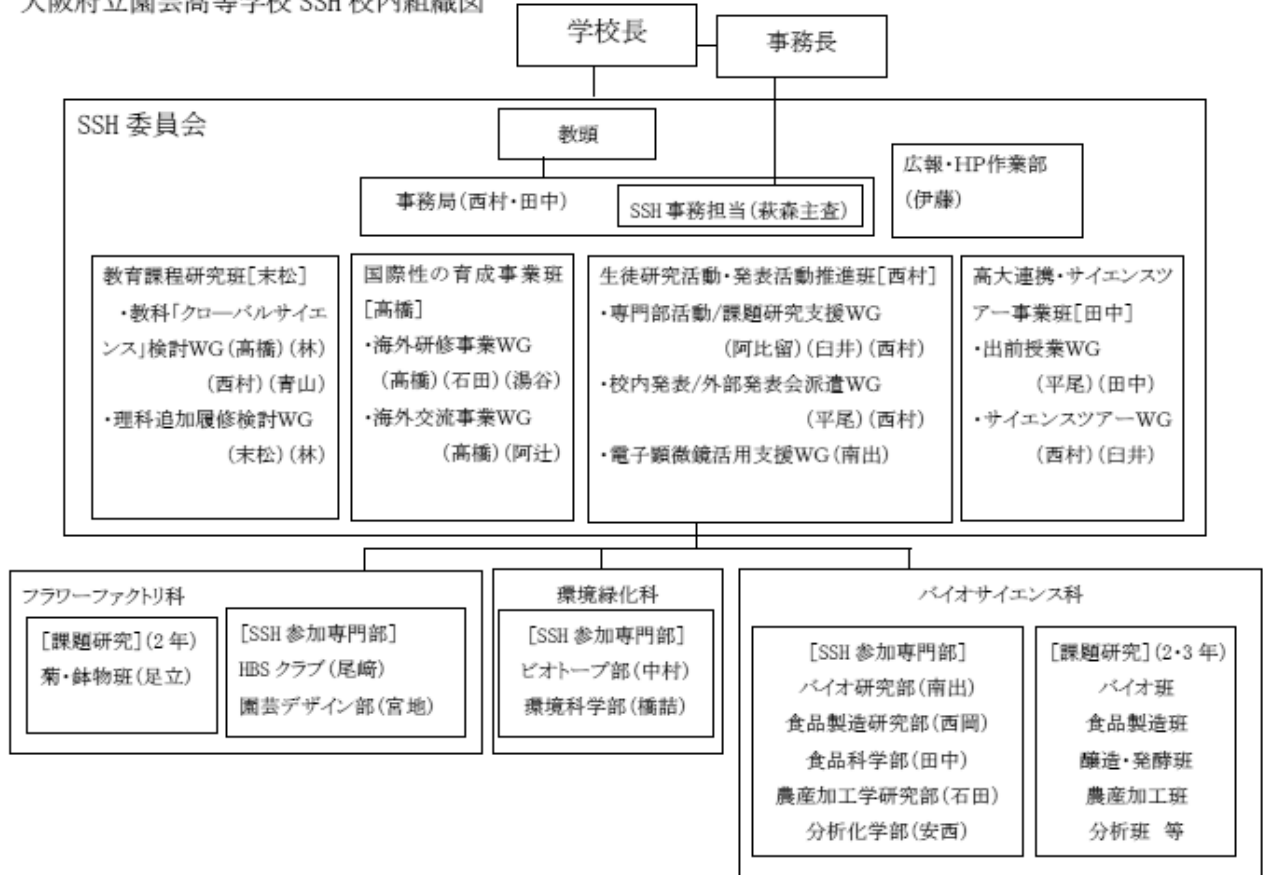 大阪府立園芸高等学校 SSH 校内組織図
学校長
事務長
SSH 委員会
教頭
事務局(西村・田中)
SSH 事務担当(萩森主査)
広報・HP作業部
(伊藤)
教育課程研究班[末松]
・教科「クローバルサイエ
ンス」検討WG(高橋)(林)
(西村)(青山)
・理科追加履修検討WG
(末松)(林)
国際性の育成事業班
[高橋]
・海外研修事業WG
(高橋)(石田)(湯谷)
・海外交流事業WG
(高橋)(阿辻)
生徒研究活動・発表活動推進班[西村]
・専門部活動/課題研究支援WG
(阿比留)(臼井)(西村)
・校内発表/外部発表会派遣WG
(平尾)(西村)
・電子顕微鏡活用支援WG(南出)
高大連携・サイエンスツ
アー事業班[田中]
・出前授業WG
(平尾)(田中)
・サイエンスツアーWG
(西村)(臼井)
フラワーファクトリ科
[課題研究](2 年)
菊・鉢物班(足立)
[SSH 参加専門部]
HBS クラブ(尾﨑)
園芸デザイン部(宮地)
環境緑化科
[SSH 参加専門部]
ビオトープ部(中村)
環境科学部(橋詰)
バイオサイエンス科
[SSH 参加専門部]
バイオ研究部(南出)
食品製造研究部(西岡)
食品科学部(田中)
農産加工学研究部(石田)
分析化学部(安西)
[課題研究](2・3 年)
バイオ班
食品製造班
醸造・発酵班
農産加工班
分析班 等